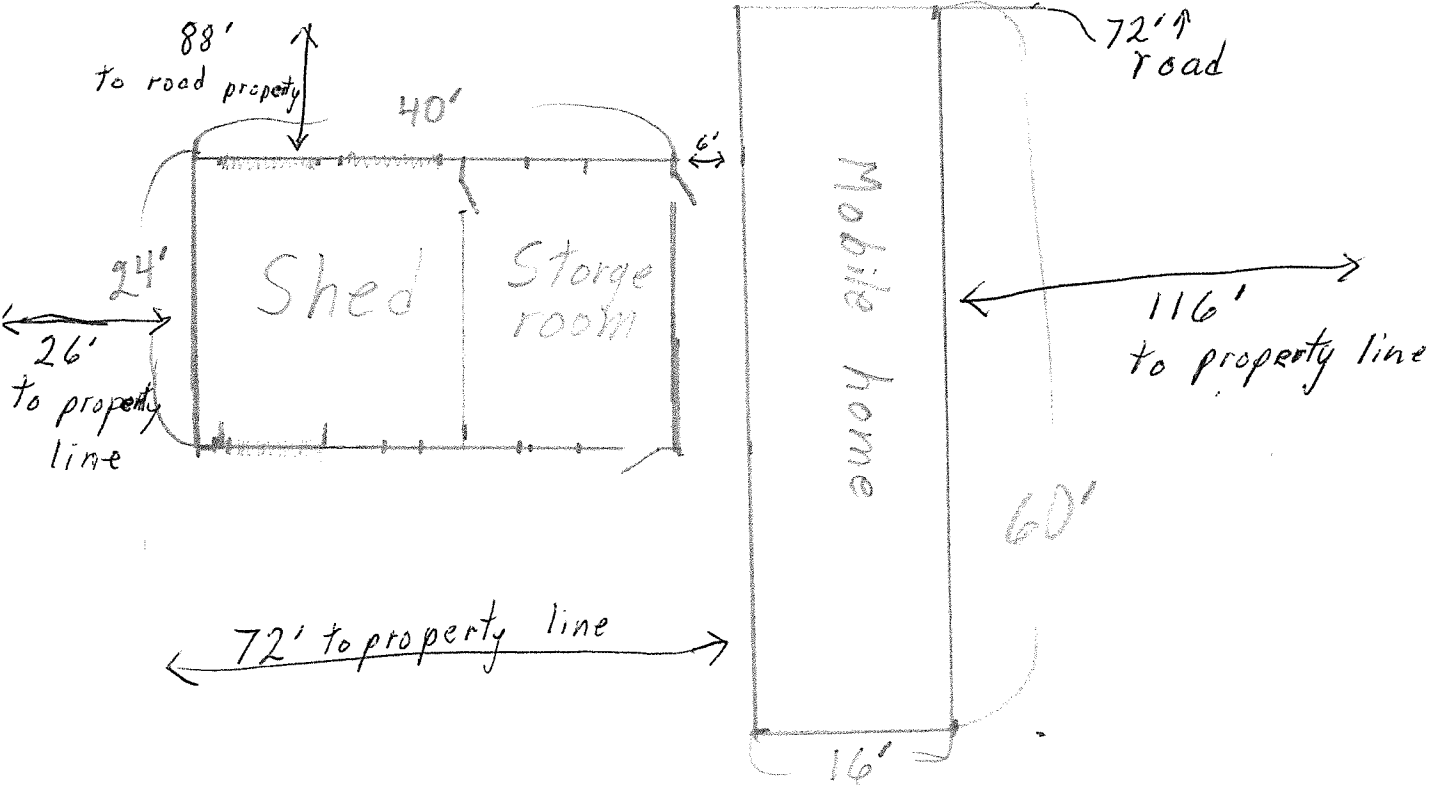 88'
to road property
40'
6'
72'↑
road
24'
26'
to property
line
Shed
Storge
room
Mobile home
116'
to property line
60'
72' to property line
16'